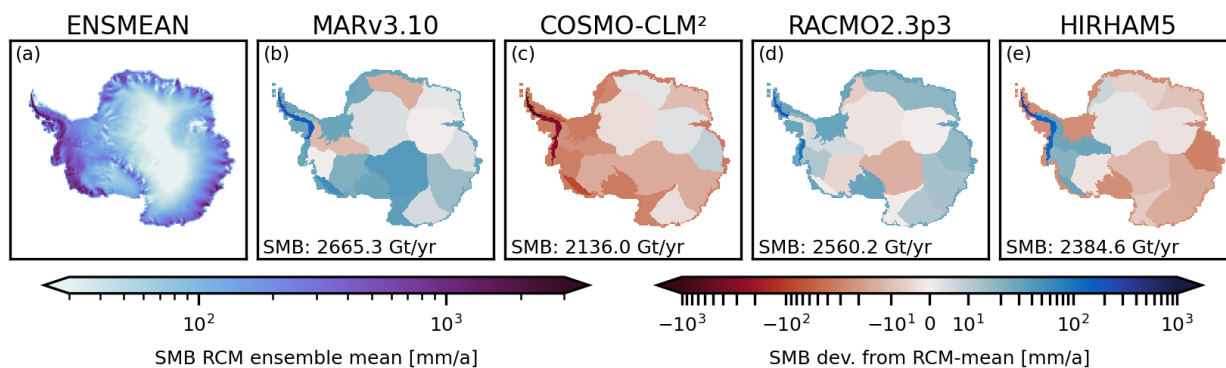 ENSMEAN MARv3.10 COSMO-CLM² RACMO2.3p3 HIRHAM5
(a) (b) (c) (d) (e)
SMB: 2665.3 Gt/yr SMB: 2136.0 Gt/yr SMB: 2560.2 Gt/yr SMB: 2384.6 Gt/yr
10² 10³ −10³ −10² −10¹ 0 10¹ 10² 10³
SMB RCM ensemble mean [mm/a] SMB dev. from RCM-mean [mm/a]